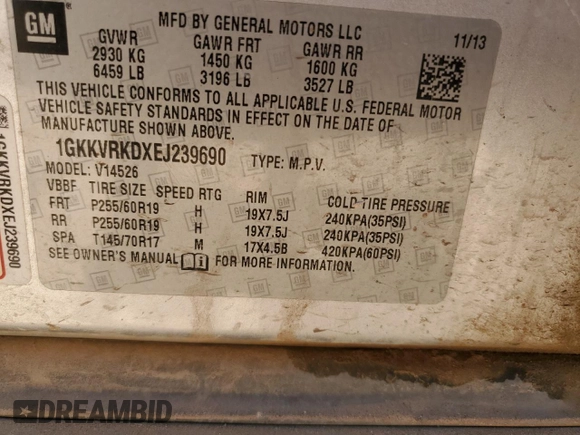 GM
MFD BY GENERAL MOTORS LLC
GVWR GAWR FRT GAWR RR 11/13
2930 KG 1450 KG 1600 KG
6459 LB 3196 LB 3527 LB
THIS VEHICLE CONFORMS TO ALL APPLICABLE U.S. FEDERAL MOTOR
VEHICLE SAFETY STANDARDS IN EFFECT ON THE DATE OF
MANUFACTURE SHOWN ABOVE.
1GKKVRKDXEJ239690 TYPE: M.P.V.
MODEL: V14526
VBBF TIRE SIZE SPEED RTG RIM COLD TIRE PRESSURE
FRT P255/60R19 H 19X7.5J 240KPA(35PSI)
RR P255/60R19 H 19X7.5J 240KPA(35PSI)
SPA T145/70R17 M 17X4.5B 420KPA(60PSI)
SEE OWNER'S MANUAL FOR MORE INFORMATION.
1GKKVRKDXEJ239690
DREAMBID